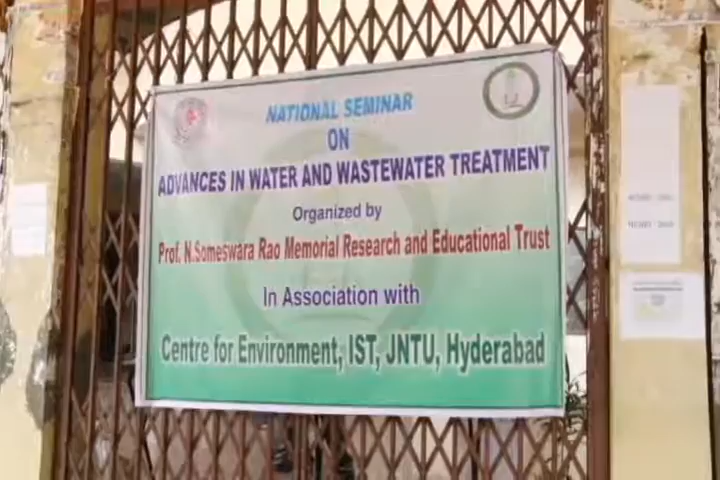 NATIONAL SEMINAR
ON
ADVANCES IN WATER AND WASTEWATER TREATMENT
Organized by
Prof. N.Someswara Rao Memorial Research and Educational Trust
In Association with
Centre for Environment, IST, JNTU, Hyderabad